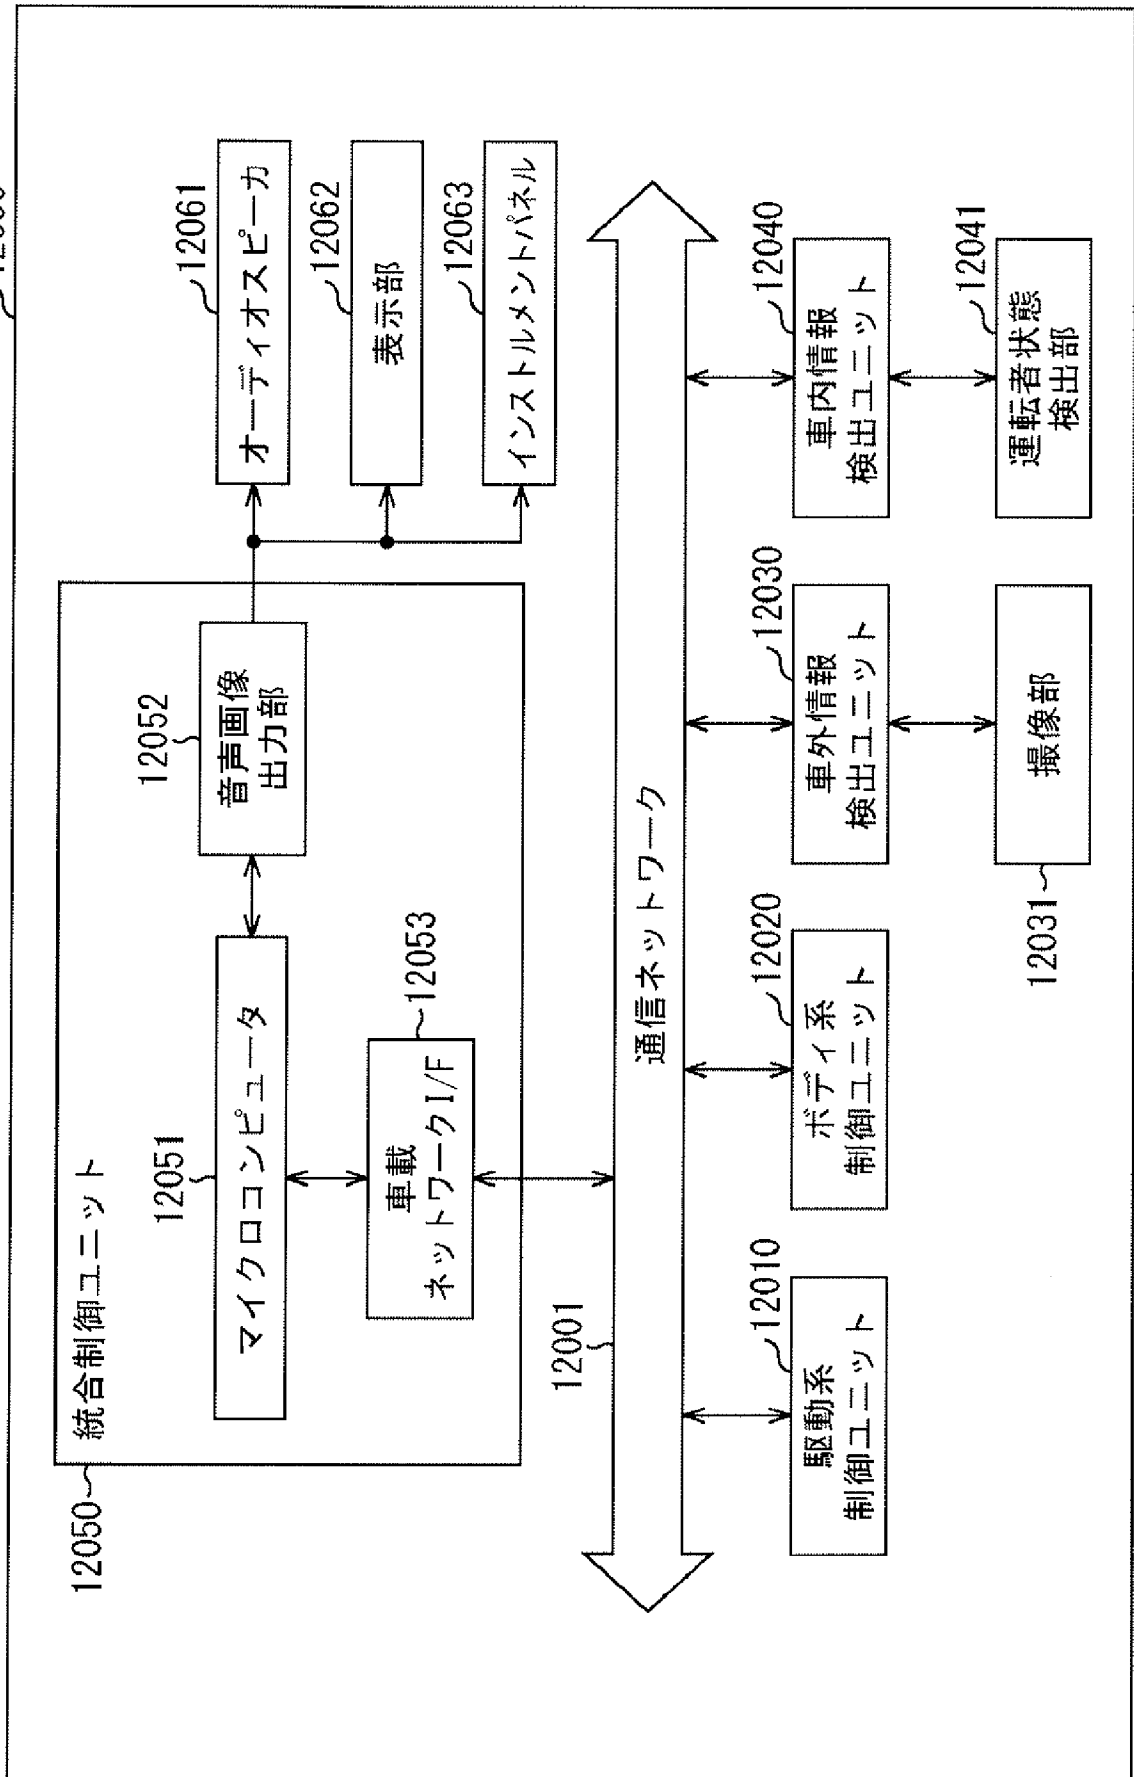 統合制御ユニット
12050
12051
マイクロコンピュータ
12052
音声画像
出力部
12053
車載
ネットワークI/F
12061
オーディオスピーカ
12062
表示部
12063
インストルメントパネル
12001
通信ネットワーク
12010
駆動系
制御ユニット
12020
ボディ系
制御ユニット
12030
車外情報
検出ユニット
12040
車内情報
検出ユニット
12031
撮像部
12041
運転者状態
検出部